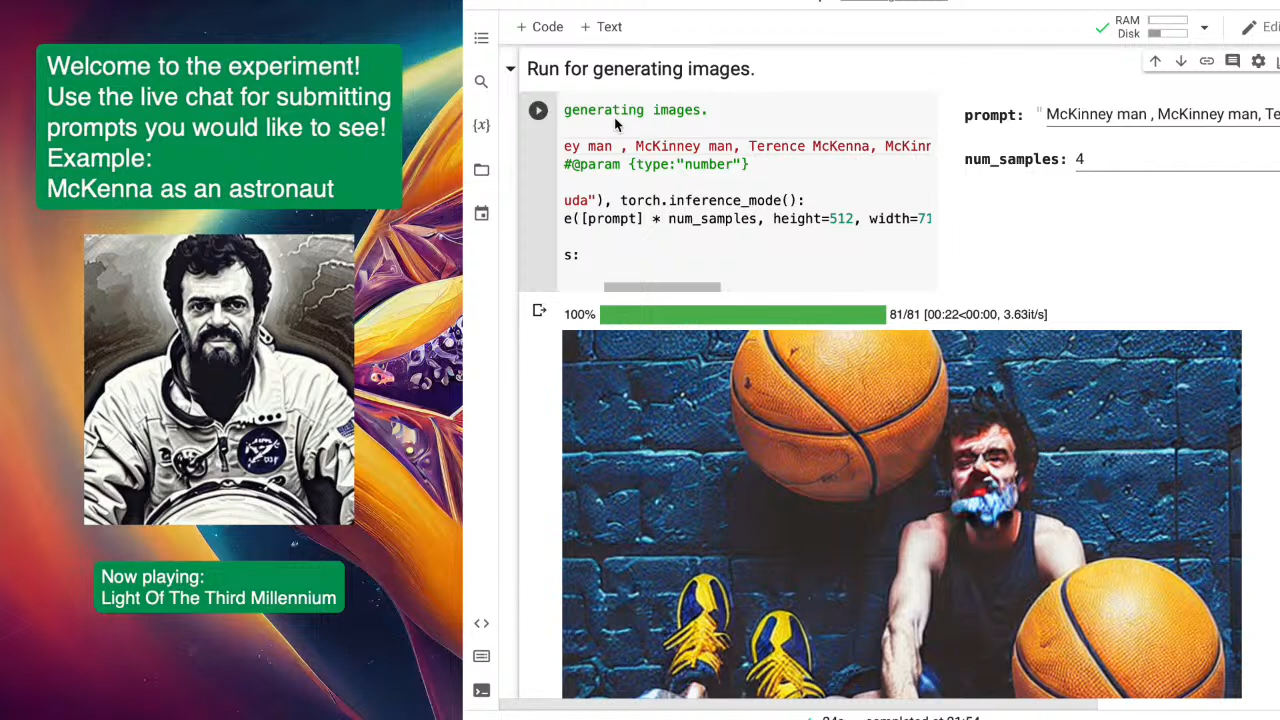 Welcome to the experiment!
Use the live chat for submitting
prompts you would like to see!
Example:
McKenna as an astronaut
Now playing:
Light Of The Third Millennium
+ Code + Text
RAM
Disk
Edi
Run for generating images.
generating images.
ey man , McKinney man, Terence McKenna, McKinn
#@param {type:"number"}
uda"), torch.inference_mode():
e([prompt] * num_samples, height=512, width=71
s:
prompt: " McKinney man , McKinney man, Te
num_samples: 4
{x}
100% 81/81 [00:22<00:00, 3.63it/s]